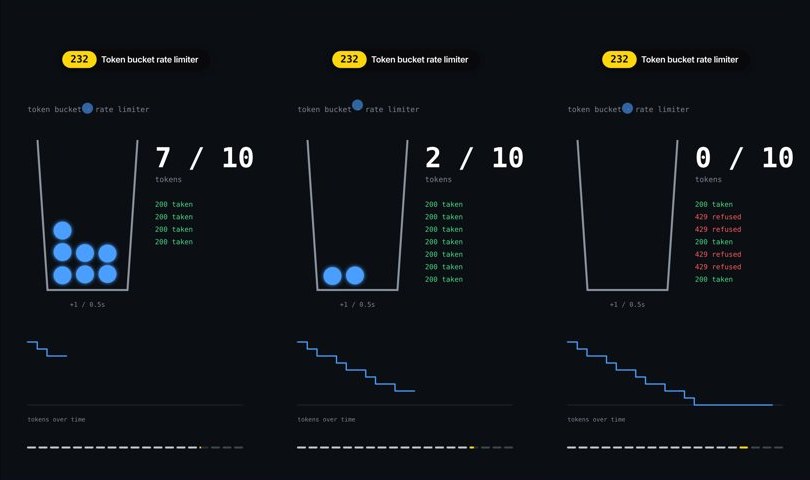 232 Token bucket rate limiter
token bucket rate limiter
7 / 10
tokens
200 taken
200 taken
200 taken
200 taken
+1 / 0.5s
tokens over time
232 Token bucket rate limiter
token bucket rate limiter
2 / 10
tokens
200 taken
200 taken
200 taken
200 taken
200 taken
200 taken
200 taken
+1 / 0.5s
tokens over time
232 Token bucket rate limiter
token bucket rate limiter
0 / 10
tokens
200 taken
429 refused
429 refused
200 taken
429 refused
429 refused
200 taken
+1 / 0.5s
tokens over time